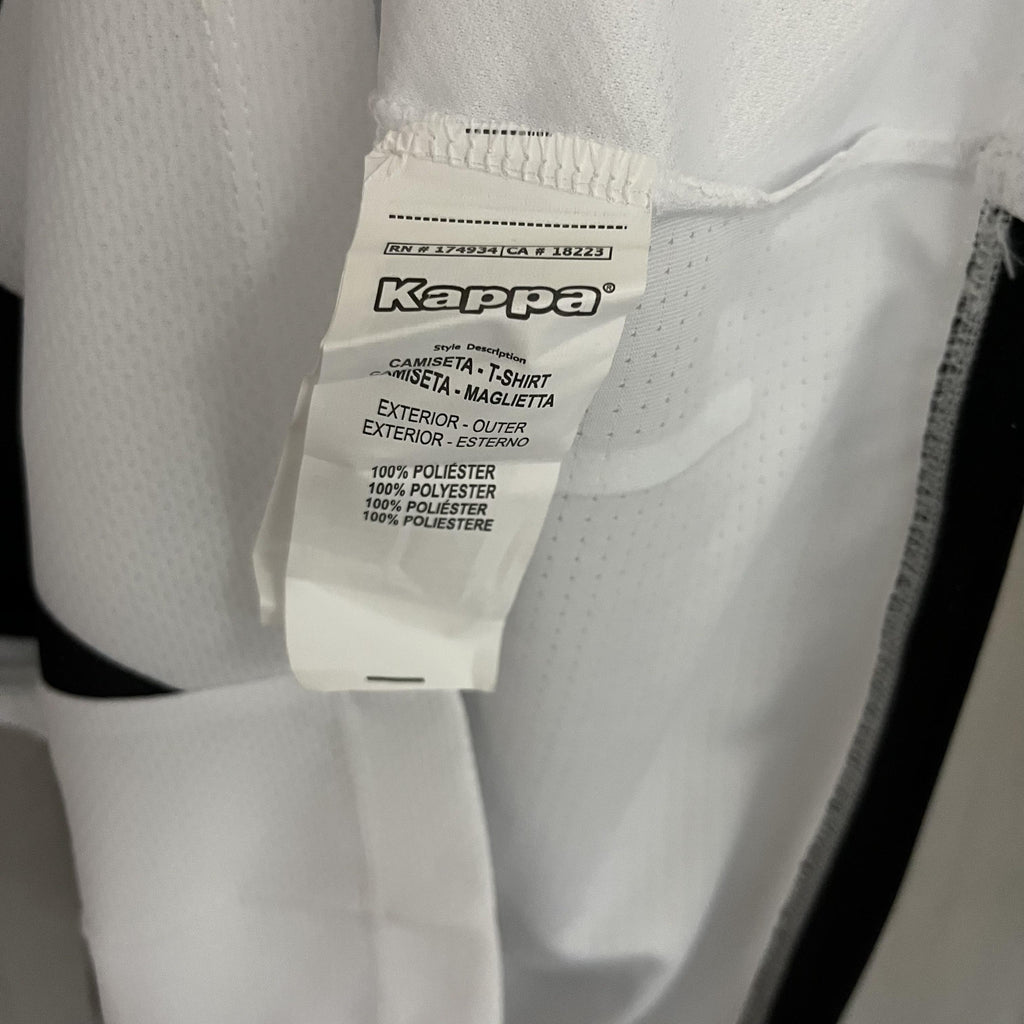 RN # 174934 CA # 18223
Kappa®
Style Description
CAMISETA - T-SHIRT
CAMISETA - MAGLIETTA
EXTERIOR - OUTER
EXTERIOR - ESTERNO
100% POLIÉSTER
100% POLYESTER
100% POLIÉSTER
100% POLIESTERE